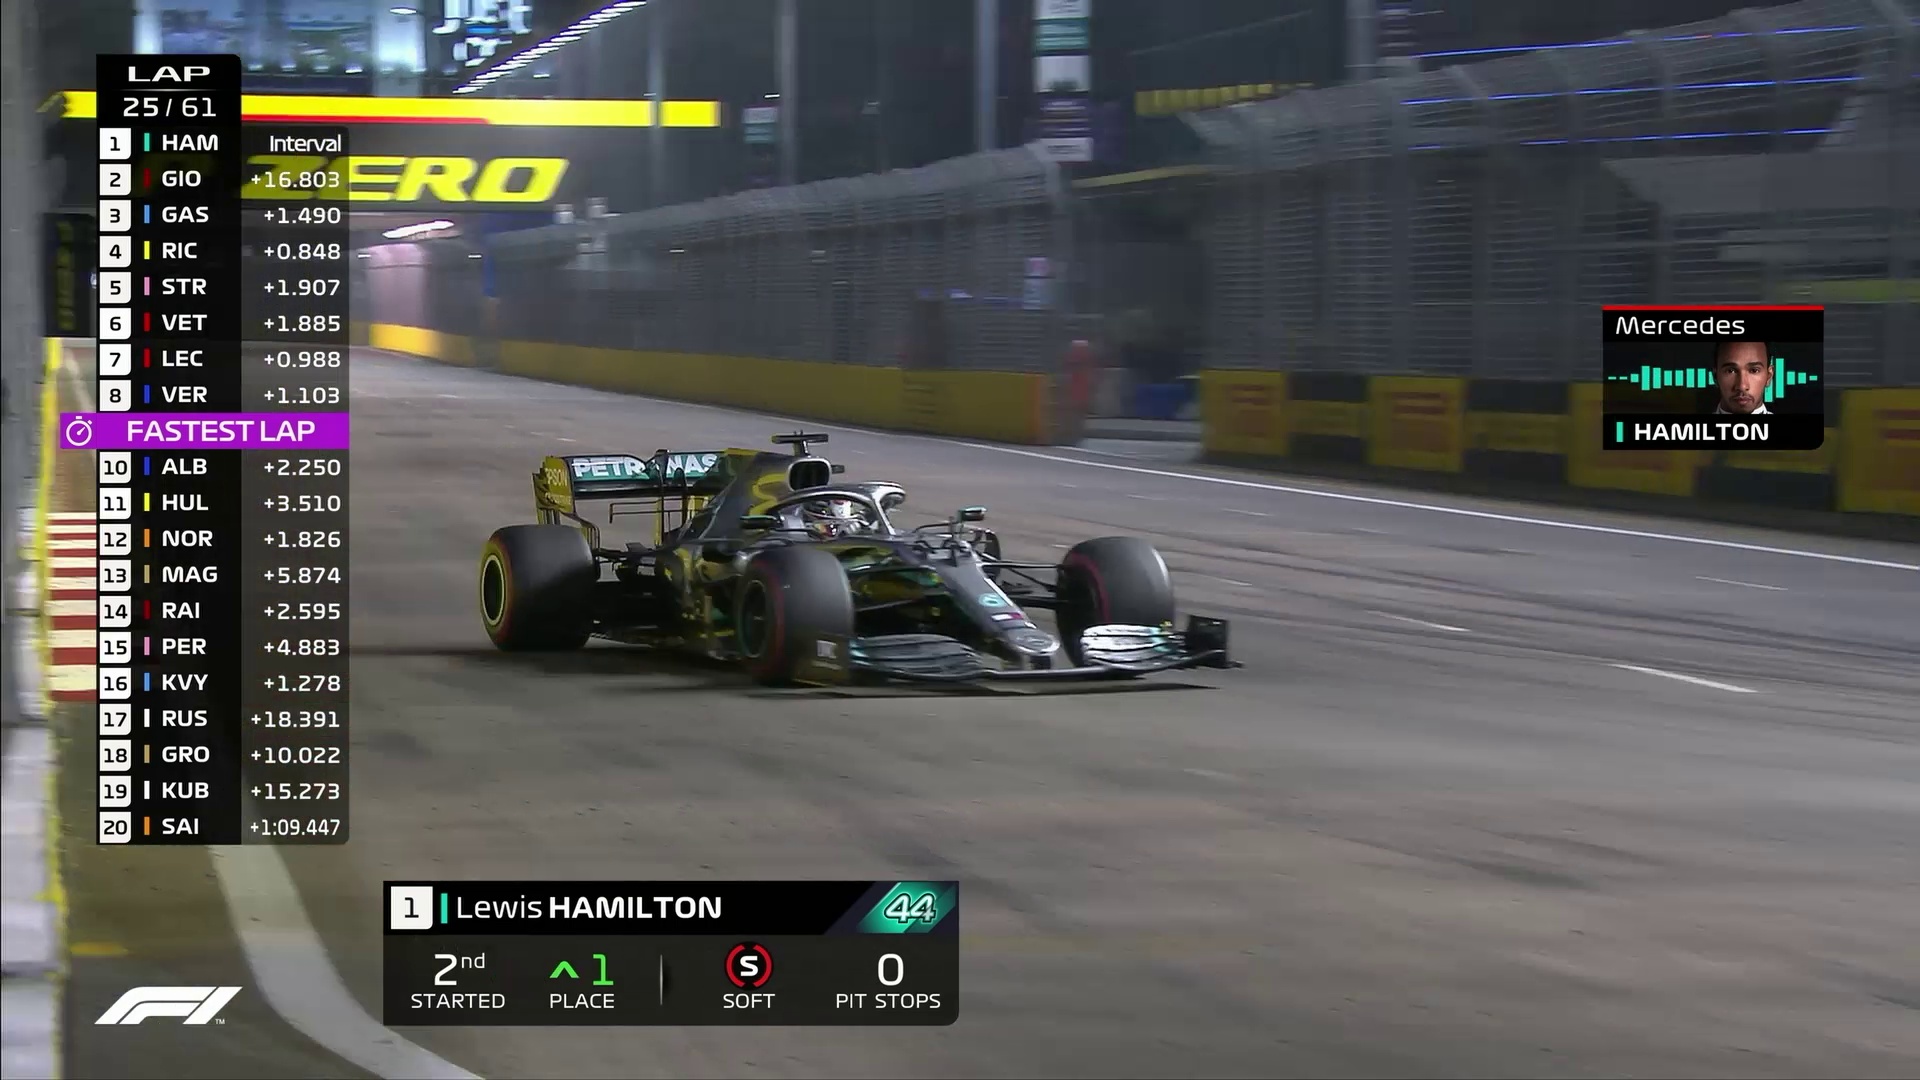 LAP
25/61
1 HAM Interval
2 GIO +16.803
3 GAS +1.490
4 RIC +0.848
5 STR +1.907
6 VET +1.885
7 LEC +0.988
8 VER +1.103
FASTEST LAP
10 ALB +2.250
11 HUL +3.510
12 NOR +1.826
13 MAG +5.874
14 RAI +2.595
15 PER +4.883
16 KVY +1.278
17 RUS +18.391
18 GRO +10.022
19 KUB +15.273
20 SAI +1:09.447
ZERO
Mercedes
HAMILTON
EPSON
PETRONAS
1 Lewis HAMILTON 44
2nd ^ 1 S 0
STARTED PLACE SOFT PIT STOPS
F1 TM